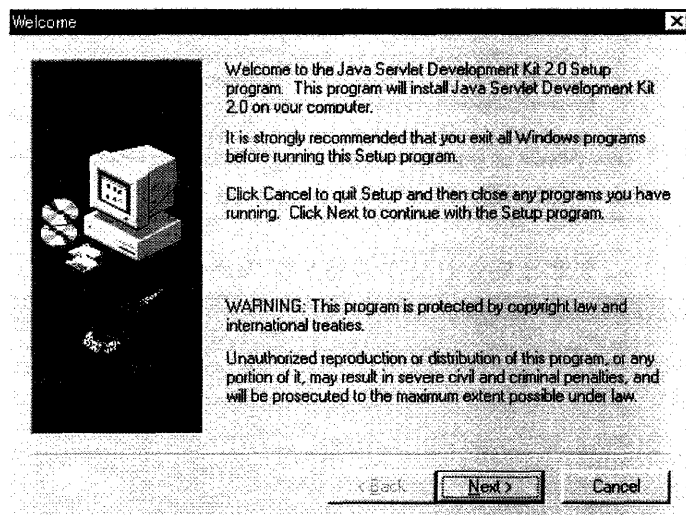 Welcome
Welcome to the Java Servlet Development Kit 2.0 Setup
program. This program will install Java Servlet Development Kit
2.0 on your computer.
It is strongly recommended that you exit all Windows programs
before running this Setup program.
Click Cancel to quit Setup and then close any programs you have
running. Click Next to continue with the Setup program.
WARNING: This program is protected by copyright law and
international treaties.
Unauthorized reproduction or distribution of this program, or any
portion of it, may result in severe civil and criminal penalties, and
will be prosecuted to the maximum extent possible under law.
< Back Next > Cancel